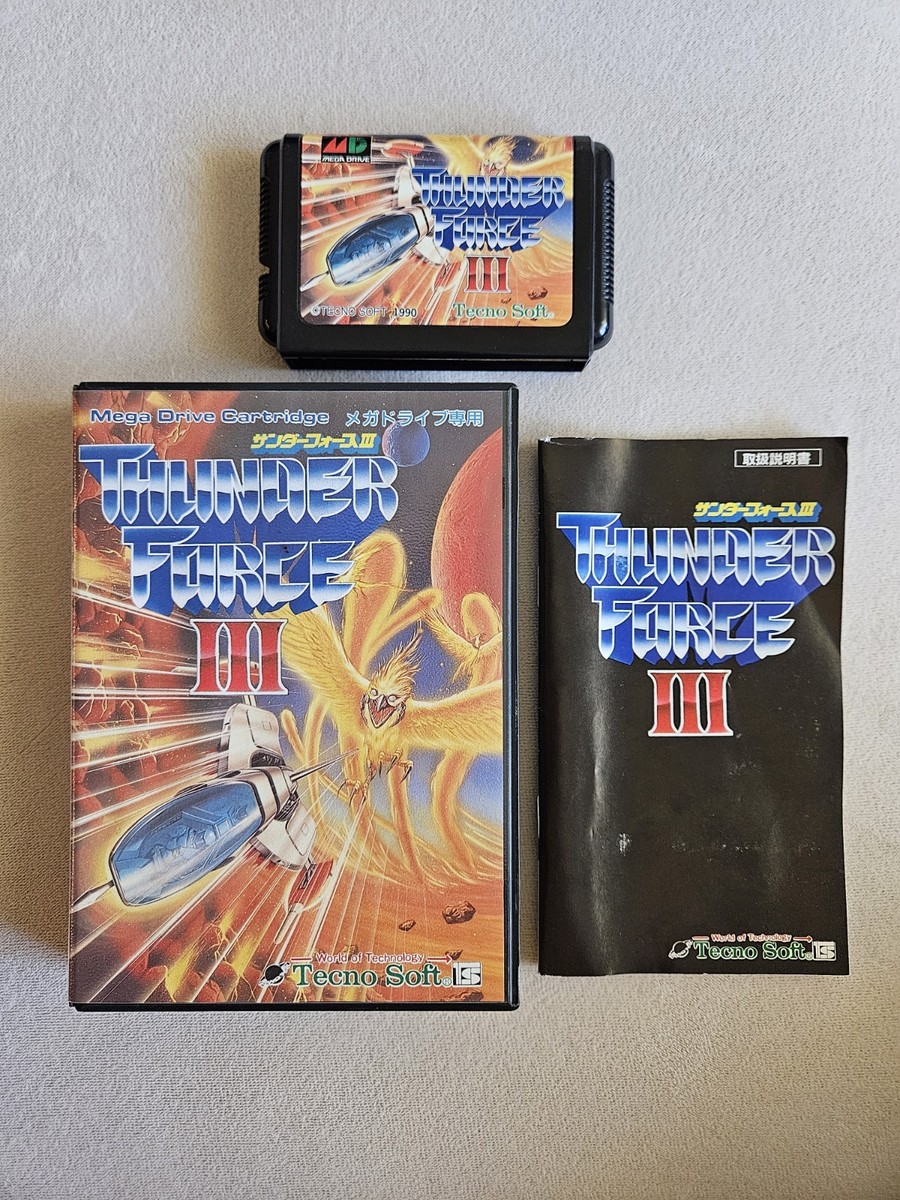 MD
MEGA DRIVE
THUNDER
FORCE
III
©TECNO SOFT 1990
Tecno Soft®
Mega Drive Cartridge メガドライブ専用
サンダーフォースIII
THUNDER
FORCE
III
World of Technology
Tecno Soft® TS
取扱説明書
サンダーフォースIII
THUNDER
FORCE
III
World of Technology
Tecno Soft® TS